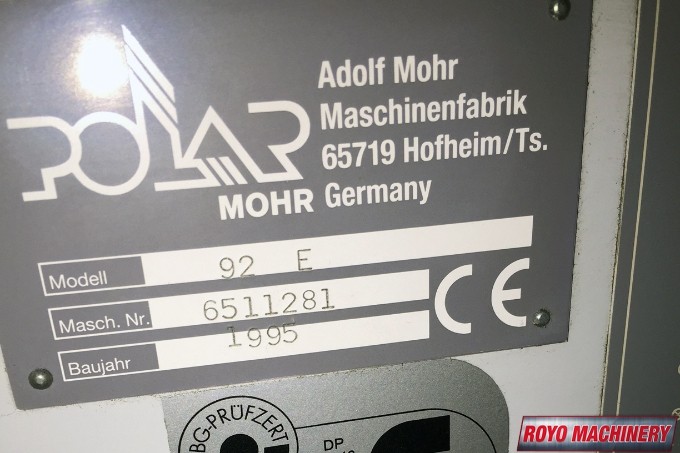 POLAR
MOHR
Adolf Mohr
Maschinenfabrik
65719 Hofheim/Ts.
Germany
Modell 92 E
Masch. Nr. 6511281
Baujahr 1995
CE
BG-PRÜFZERT
DP
ROYO MACHINERY